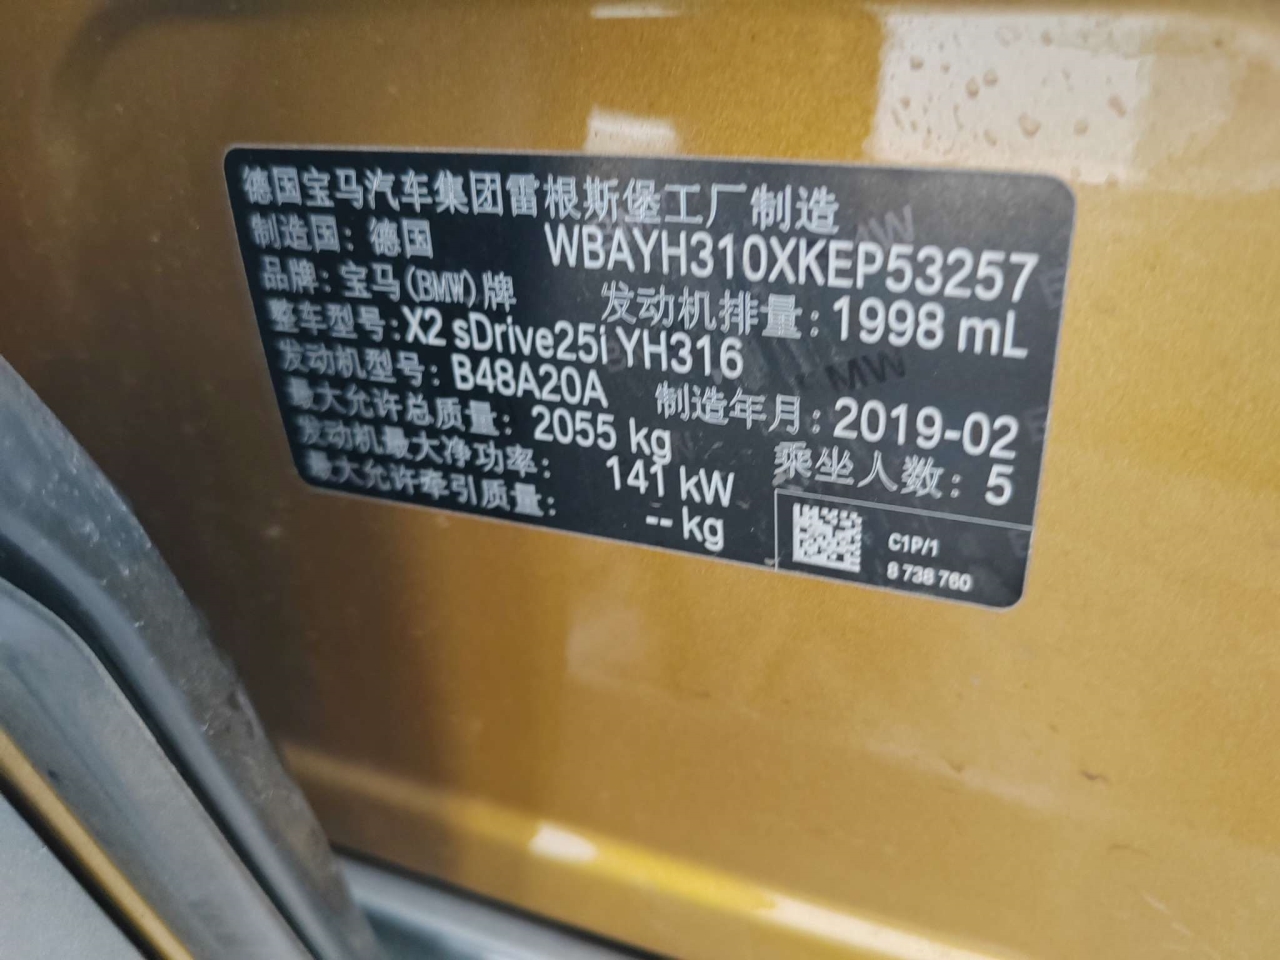 德国宝马汽车集团雷根斯堡工厂制造
制造国：德国 WBAYH310XKEP53257
品牌：宝马(BMW)牌 发动机排量：1998 mL
整车型号：X2 sDrive25i YH316
发动机型号：B48A20A 制造年月：2019-02
最大允许总质量：2055 kg 乘坐人数：5
发动机最大净功率：141 kW
最大允许牵引质量：-- kg
C1P/1
8 738 760